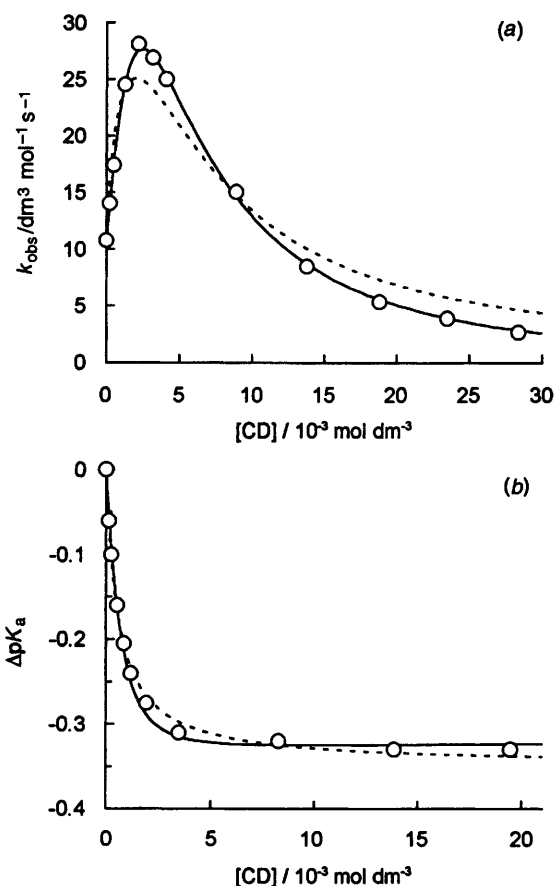 (a)
30
25
20
15
10
5
0
k_obs/dm³ mol⁻¹ s⁻¹
0 5 10 15 20 25 30
[CD] / 10⁻³ mol dm⁻³
(b)
0
-0.1
-0.2
-0.3
-0.4
ΔpKₐ
0 5 10 15 20
[CD] / 10⁻³ mol dm⁻³